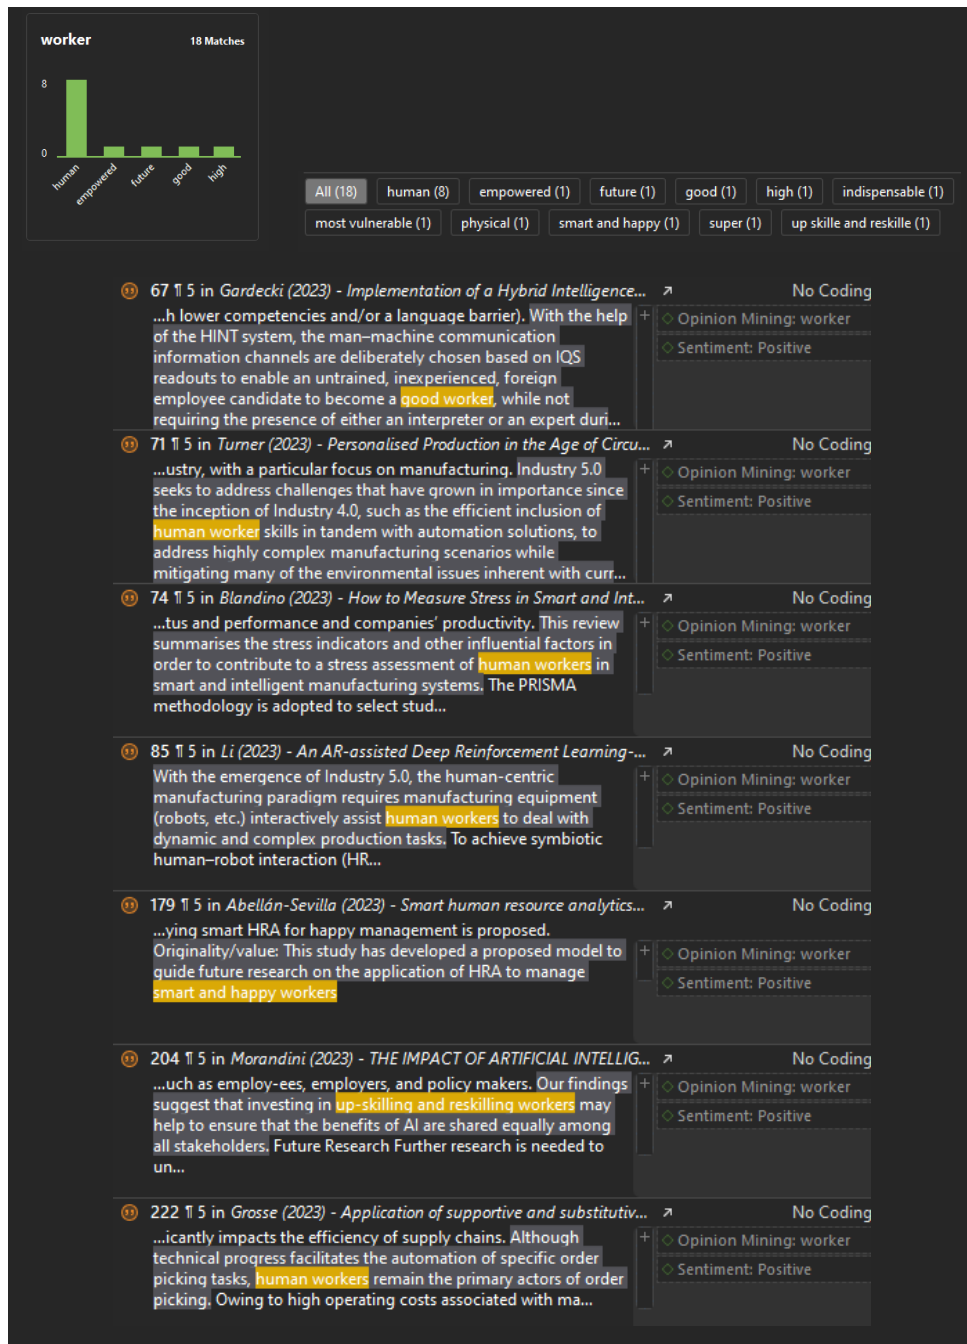 worker 18 Matches
8
0
human empowered future good high
All (18) human (8) empowered (1) future (1) good (1) high (1) indispensable (1)
most vulnerable (1) physical (1) smart and happy (1) super (1) up skille and reskille (1)
67 ¶ 5 in Gardecki (2023) - Implementation of a Hybrid Intelligence... ↗ No Coding
...h lower competencies and/or a language barrier). With the help
of the HINT system, the man–machine communication
information channels are deliberately chosen based on IQS
readouts to enable an untrained, inexperienced, foreign
employee candidate to become a good worker, while not
requiring the presence of either an interpreter or an expert duri...
+ ◇ Opinion Mining: worker
◇ Sentiment: Positive
71 ¶ 5 in Turner (2023) - Personalised Production in the Age of Circu... ↗ No Coding
...ustry, with a particular focus on manufacturing. Industry 5.0
seeks to address challenges that have grown in importance since
the inception of Industry 4.0, such as the efficient inclusion of
human worker skills in tandem with automation solutions, to
address highly complex manufacturing scenarios while
mitigating many of the environmental issues inherent with curr...
+ ◇ Opinion Mining: worker
◇ Sentiment: Positive
74 ¶ 5 in Blandino (2023) - How to Measure Stress in Smart and Int... ↗ No Coding
...tus and performance and companies' productivity. This review
summarises the stress indicators and other influential factors in
order to contribute to a stress assessment of human workers in
smart and intelligent manufacturing systems. The PRISMA
methodology is adopted to select stud...
+ ◇ Opinion Mining: worker
◇ Sentiment: Positive
85 ¶ 5 in Li (2023) - An AR-assisted Deep Reinforcement Learning-... ↗ No Coding
With the emergence of Industry 5.0, the human-centric
manufacturing paradigm requires manufacturing equipment
(robots, etc.) interactively assist human workers to deal with
dynamic and complex production tasks. To achieve symbiotic
human–robot interaction (HR...
+ ◇ Opinion Mining: worker
◇ Sentiment: Positive
179 ¶ 5 in Abellán-Sevilla (2023) - Smart human resource analytics... ↗ No Coding
...ying smart HRA for happy management is proposed.
Originality/value: This study has developed a proposed model to
guide future research on the application of HRA to manage
smart and happy workers
+ ◇ Opinion Mining: worker
◇ Sentiment: Positive
204 ¶ 5 in Morandini (2023) - THE IMPACT OF ARTIFICIAL INTELLIG... ↗ No Coding
...uch as employ-ees, employers, and policy makers. Our findings
suggest that investing in up-skilling and reskilling workers may
help to ensure that the benefits of AI are shared equally among
all stakeholders. Future Research Further research is needed to
un...
+ ◇ Opinion Mining: worker
◇ Sentiment: Positive
222 ¶ 5 in Grosse (2023) - Application of supportive and substitutiv... ↗ No Coding
...icantly impacts the efficiency of supply chains. Although
technical progress facilitates the automation of specific order
picking tasks, human workers remain the primary actors of order
picking. Owing to high operating costs associated with ma...
+ ◇ Opinion Mining: worker
◇ Sentiment: Positive